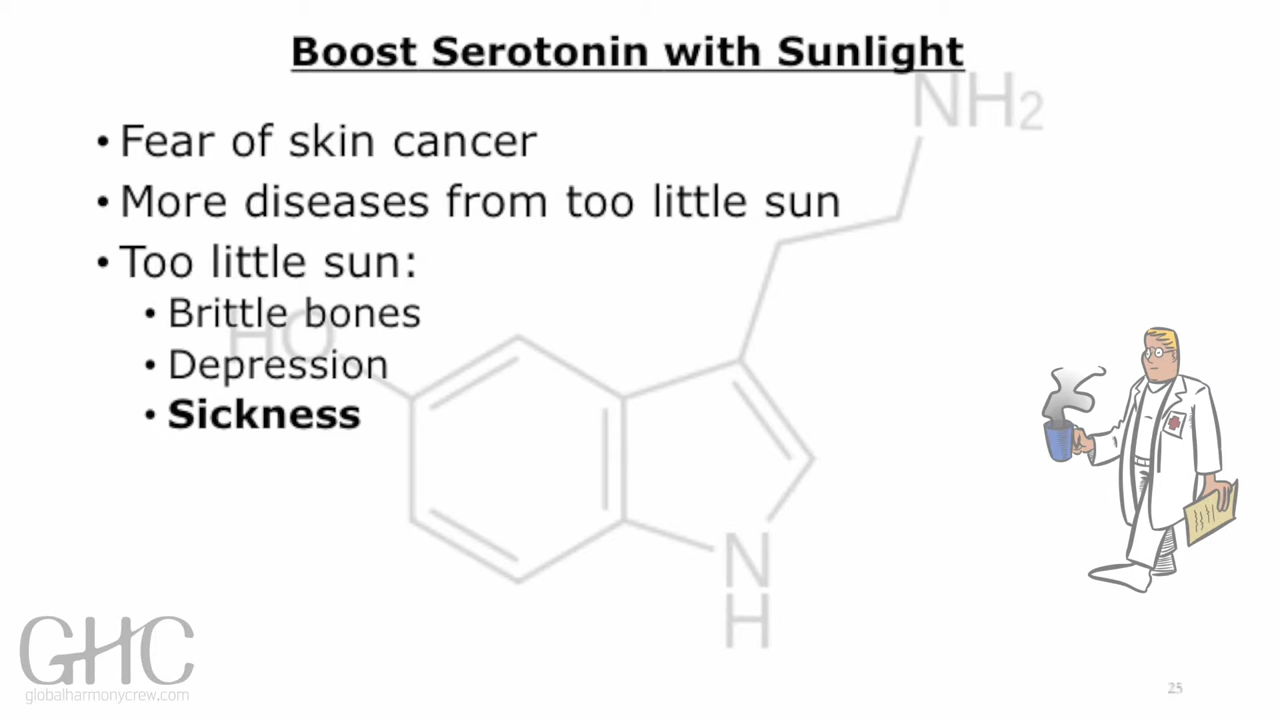 Boost Serotonin with Sunlight
NH2
• Fear of skin cancer
• More diseases from too little sun
• Too little sun:
• Brittle bones
HO
• Depression
• Sickness
N
H
GHC
globalharmonycrew.com
25